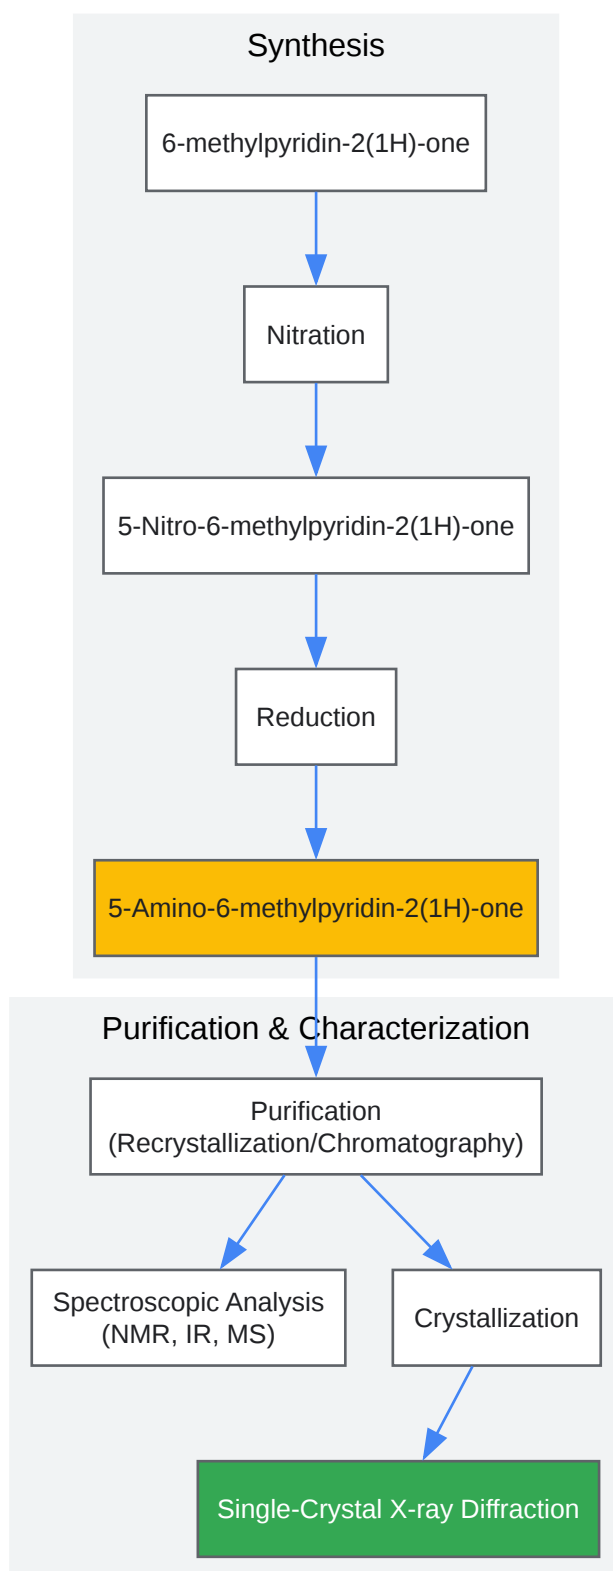 Synthesis
6-methylpyridin-2(1H)-one
Nitration
5-Nitro-6-methylpyridin-2(1H)-one
Reduction
5-Amino-6-methylpyridin-2(1H)-one
Purification & Characterization
Purification
(Recrystallization/Chromatography)
Spectroscopic Analysis
(NMR, IR, MS)
Crystallization
Single-Crystal X-ray Diffraction